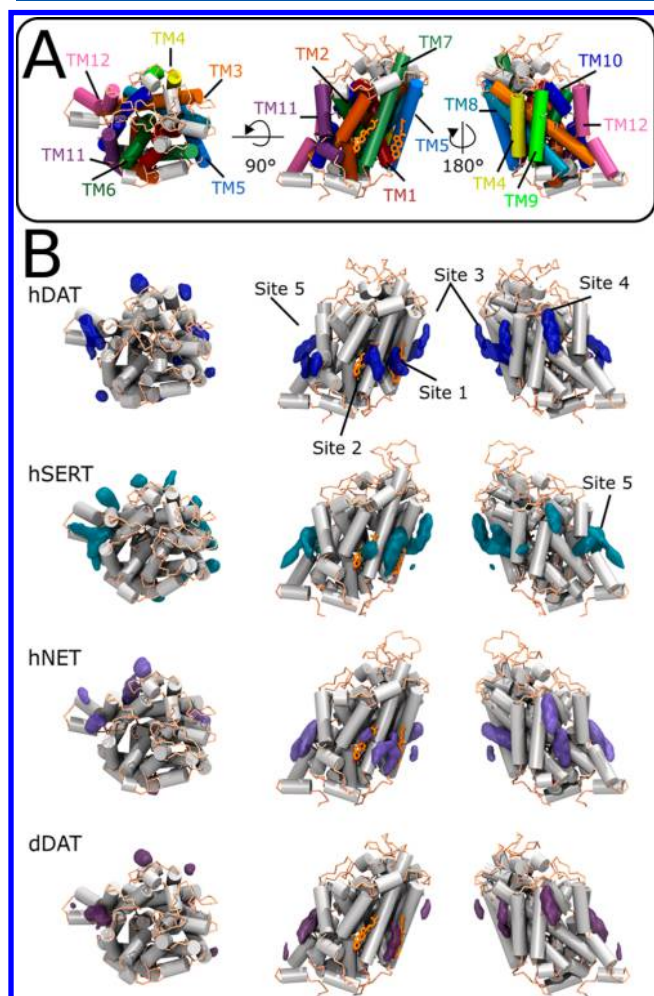 A
TM4
TM12
TM3
TM11
TM6
TM5
90°
TM7
TM2
TM11
TM5
TM1
180°
TM10
TM8
TM12
TM4
TM9
B
hDAT
Site 5
Site 3
Site 4
Site 1
Site 2
hSERT
Site 5
hNET
dDAT